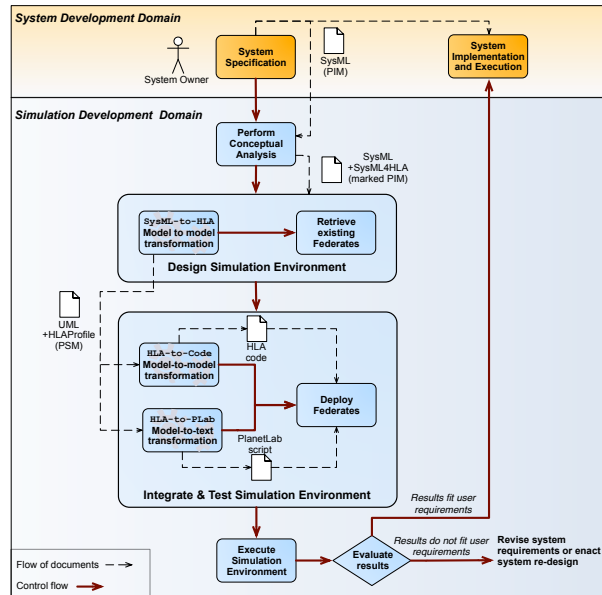 System Development Domain
System Owner
System
Specification
SysML
(PIM)
System
Implementation
and Execution
Simulation Development Domain
Perform
Conceptual
Analysis
SysML
+SysML4HLA
(marked PIM)
SysML-to-HLA
Model to model
transformation
Retrieve
existing
Federates
Design Simulation Environment
UML
+HLAProfile
(PSM)
HLA
code
HLA-to-Code
Model-to-model
transformation
Deploy
Federates
HLA-to-PLab
Model-to-text
transformation
PlanetLab
script
Integrate & Test Simulation Environment
Results fit user
requirements
Execute
Simulation
Environment
Evaluate
results
Results do not fit user
requirements
Revise system
requirements or enact
system re-design
Flow of documents
Control flow